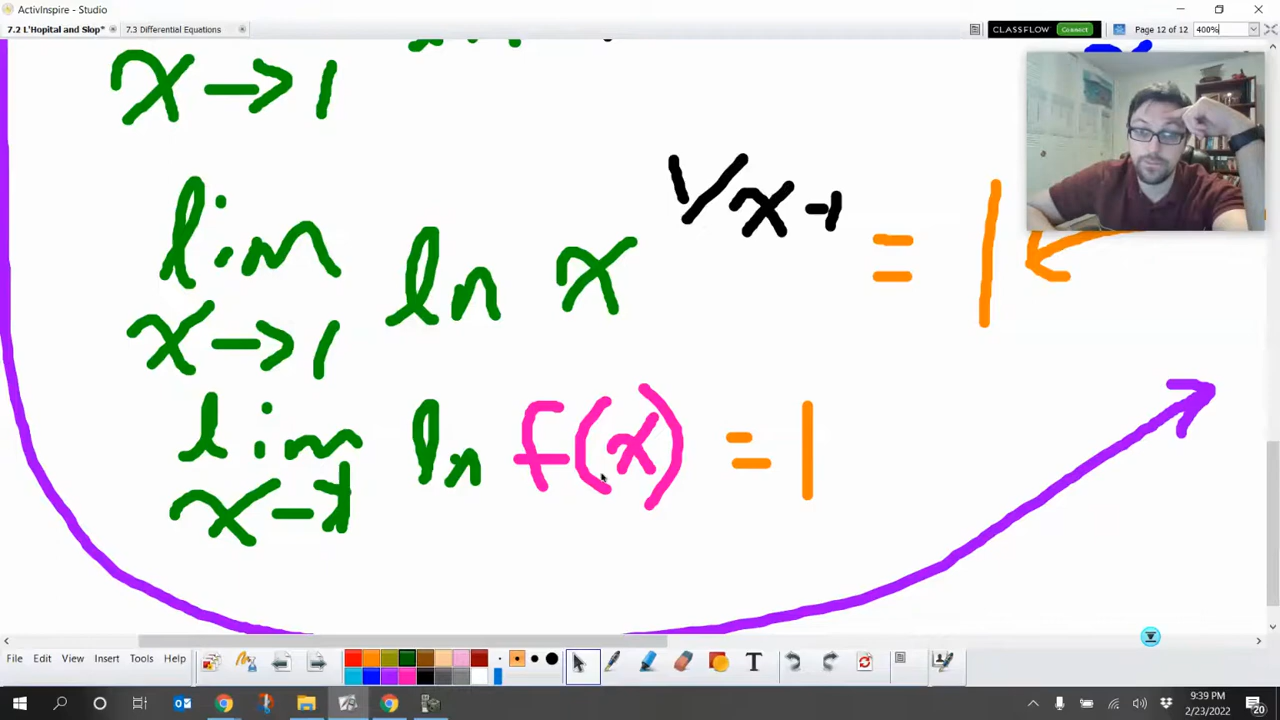 ActivInspire - Studio
7.2 L'Hopital and Slop* 7.3 Differential Equations
CLASSFLOW Connect Page 12 of 12 400%
x→1
lim ln x^1/x-1 = 1
x→1
lim ln f(x) = 1
x→1
File Edit View Insert Tools Help
9:39 PM
2/23/2022
20